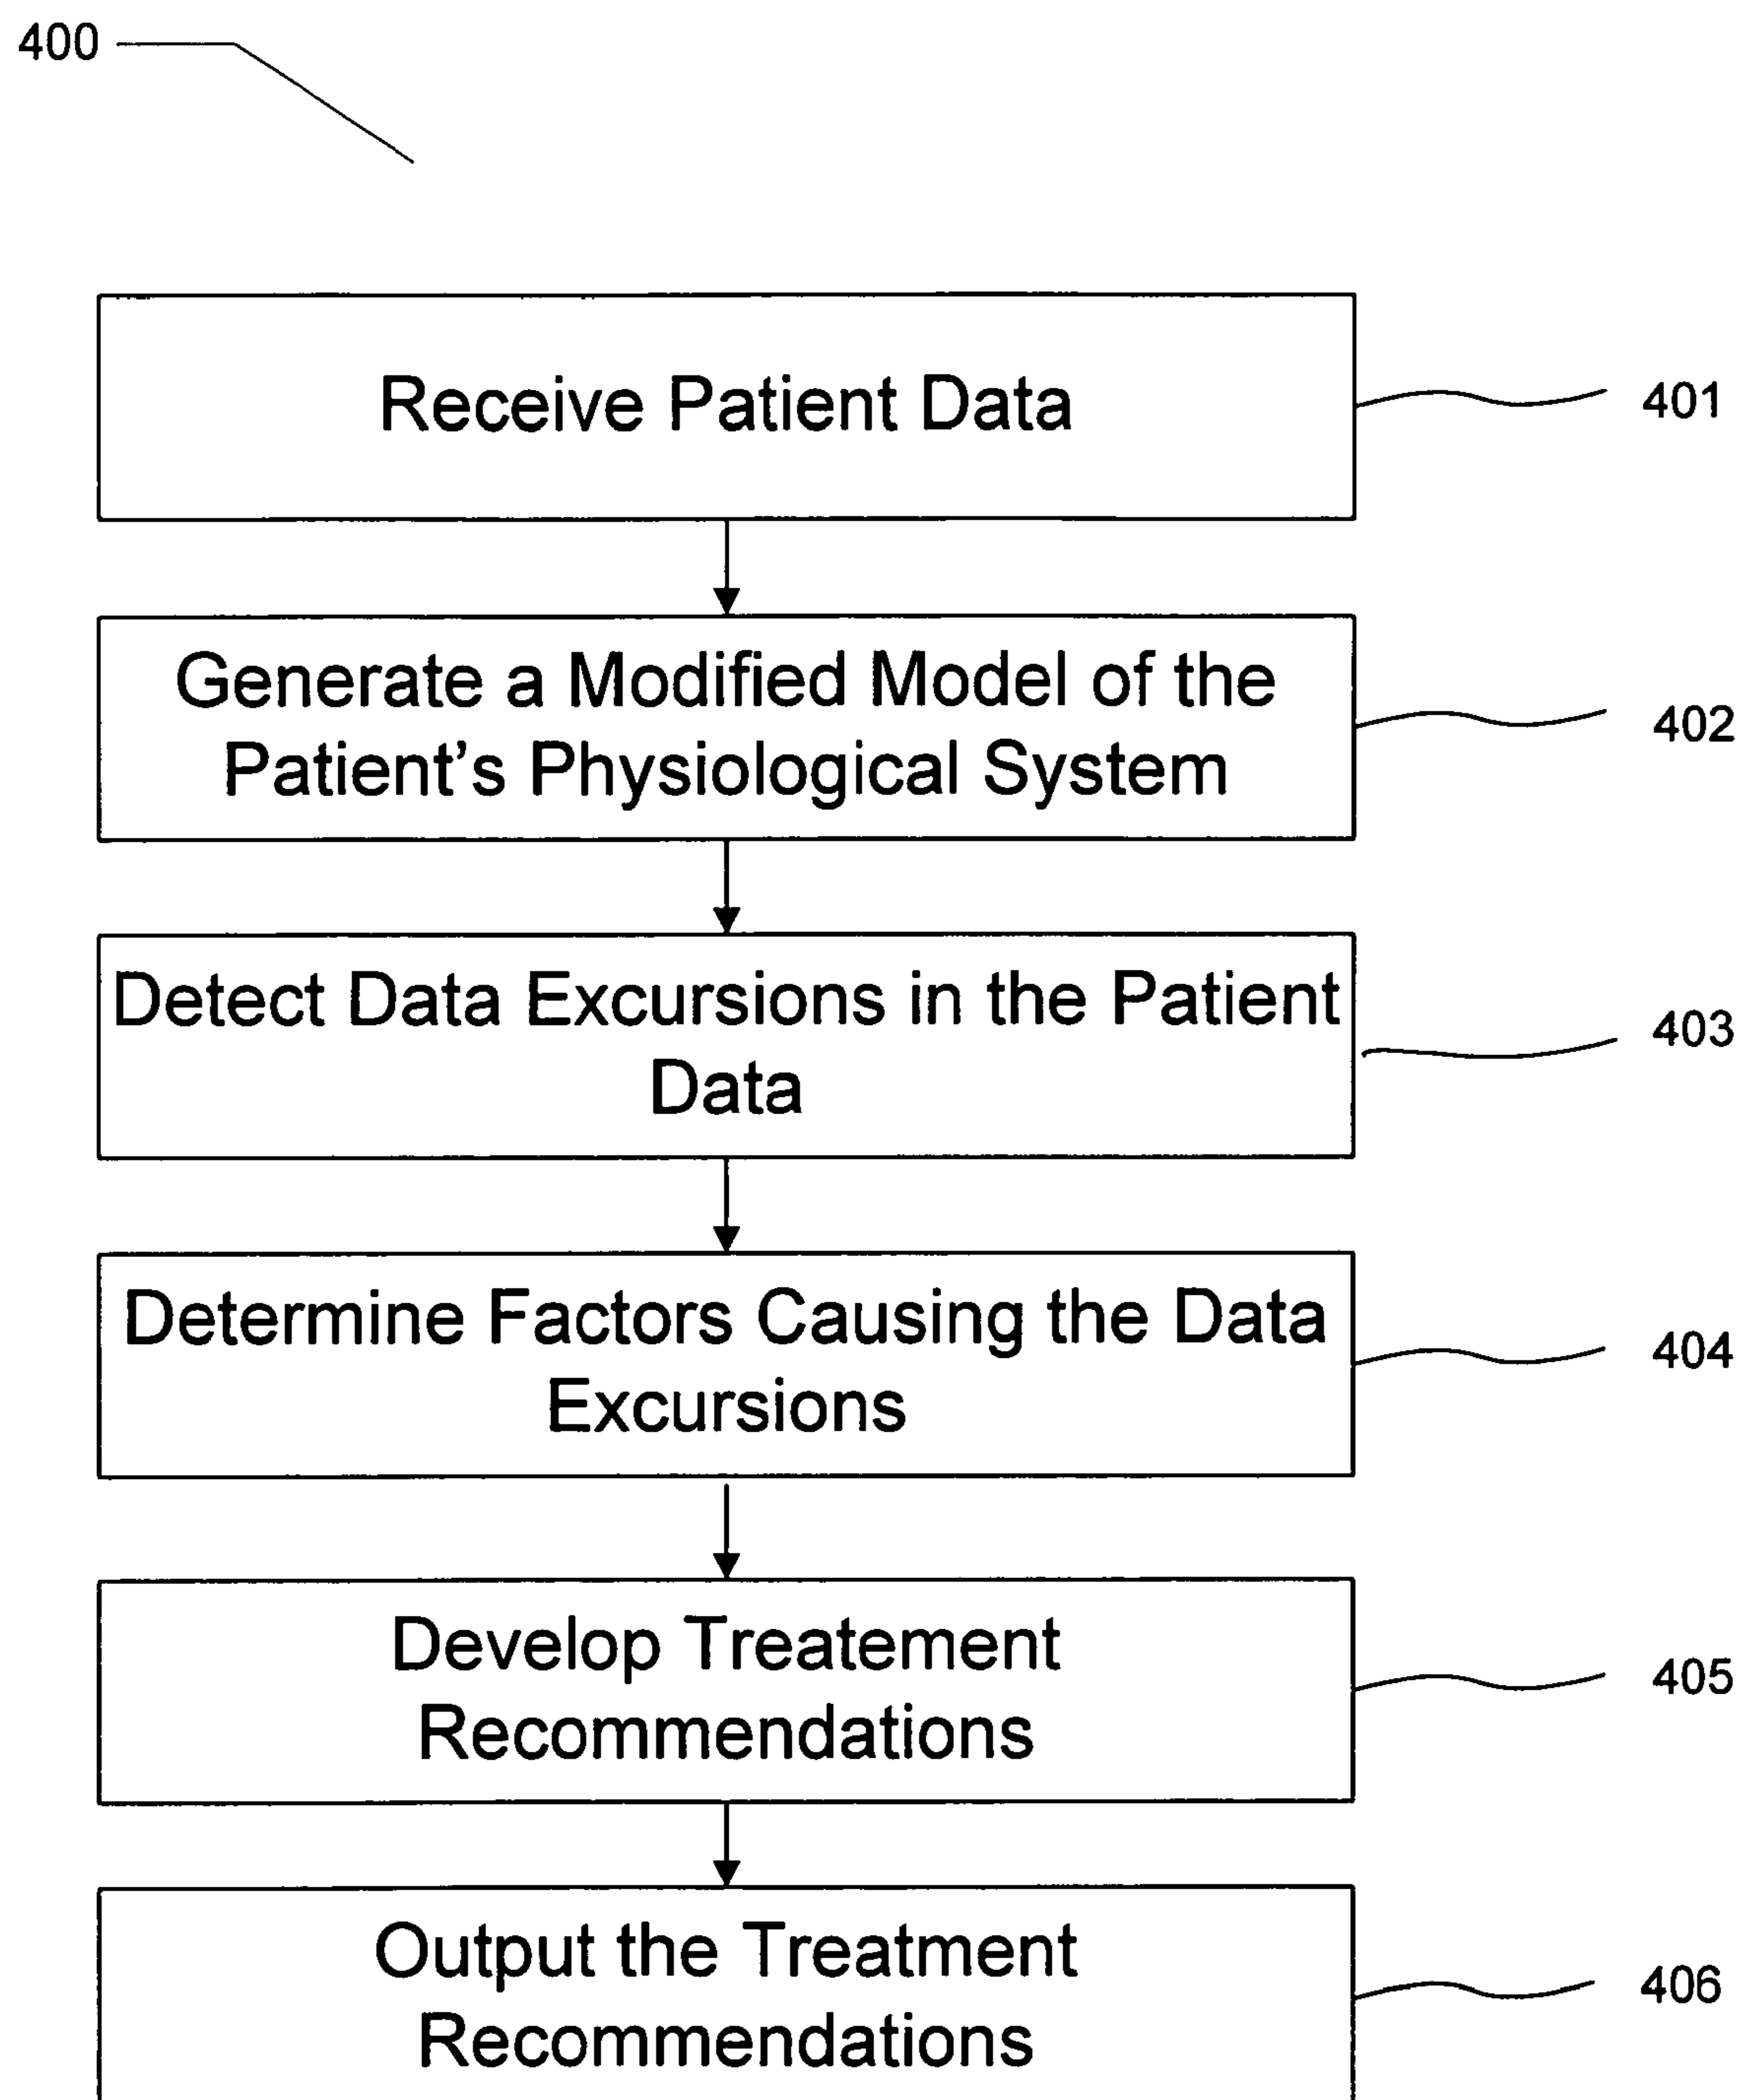 400
Receive Patient Data
401
Generate a Modified Model of the
Patient's Physiological System
402
Detect Data Excursions in the Patient
Data
403
Determine Factors Causing the Data
Excursions
404
Develop Treatement
Recommendations
405
Output the Treatment
Recommendations
406